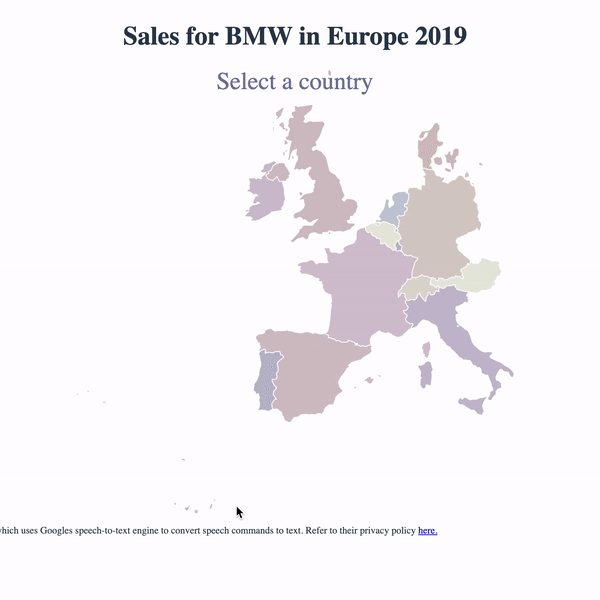 Sales for BMW in Europe 2019
Select a country
which uses Googles speech-to-text engine to convert speech commands to text. Refer to their privacy policy here.